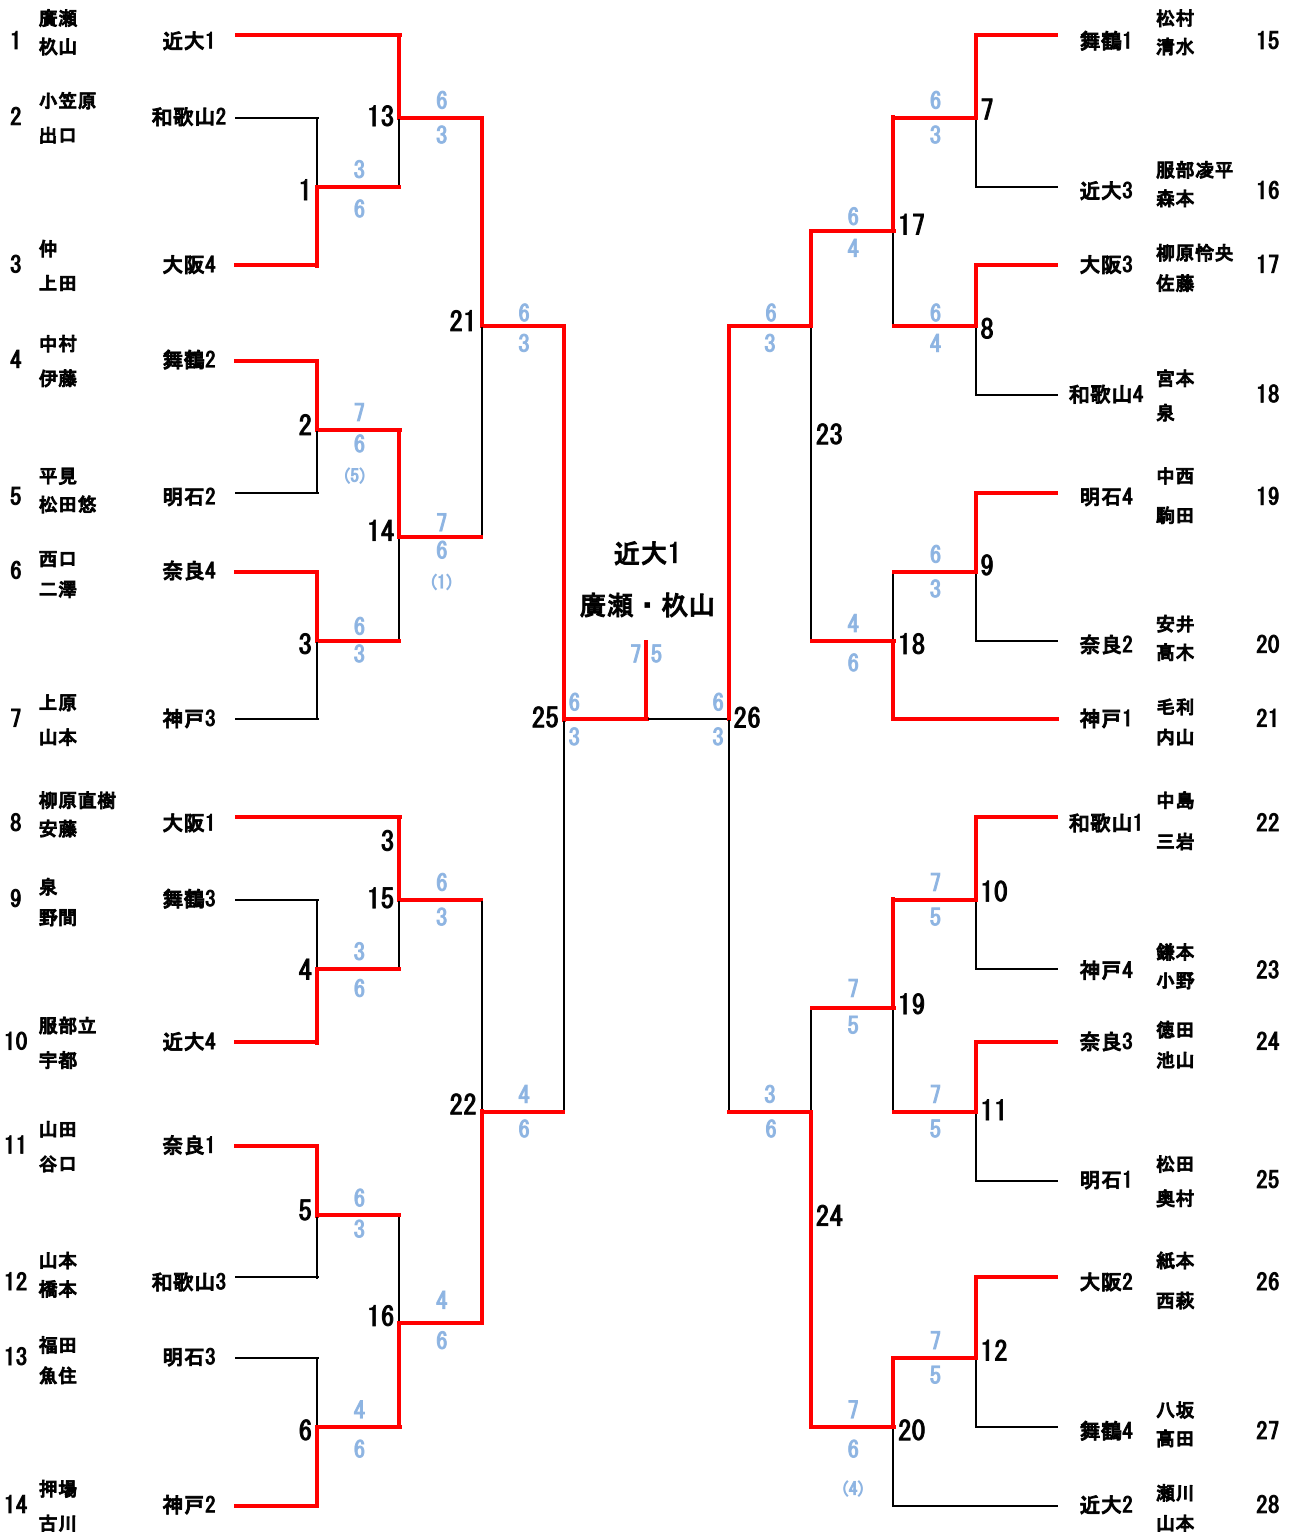 廣瀬
1 杁山 近大1
小笠原
2 出口 和歌山2
仲
3 上田 大阪4
中村
4 伊藤 舞鶴2
平見
5 松田悠 明石2
西口
6 二澤 奈良4
上原
7 山本 神戸3
柳原直樹
8 安藤 大阪1
泉
9 野間 舞鶴3
服部立
10 宇都 近大4
山田
11 谷口 奈良1
山本
12 橋本 和歌山3
福田
13 魚住 明石3
押場
14 古川 神戸2
13 6
3
1 3
6
21 6
3
2 7
6
(5)
14 7
6
(1)
3 6
3
25 6
3
3
15 6
3
4 3
6
22 4
6
5 6
3
16 4
6
6 4
6
近大1
廣瀬・杁山
7 5
6 26
3
6 7
3
6 17
4
6 8
4
6
3
23
6 9
3
4 18
6
7 10
5
7 19
5
7 11
5
3
6
24
7 12
5
7 20
6
(4)
松村
舞鶴1 清水 15
服部凌平
近大3 森本 16
柳原怜央
大阪3 佐藤 17
宮本
和歌山4 泉 18
中西
明石4 駒田 19
安井
奈良2 高木 20
毛利
神戸1 内山 21
中島
和歌山1 三岩 22
鎌本
神戸4 小野 23
徳田
奈良3 池山 24
松田
明石1 奥村 25
紙本
大阪2 西萩 26
八坂
舞鶴4 高田 27
瀬川
近大2 山本 28